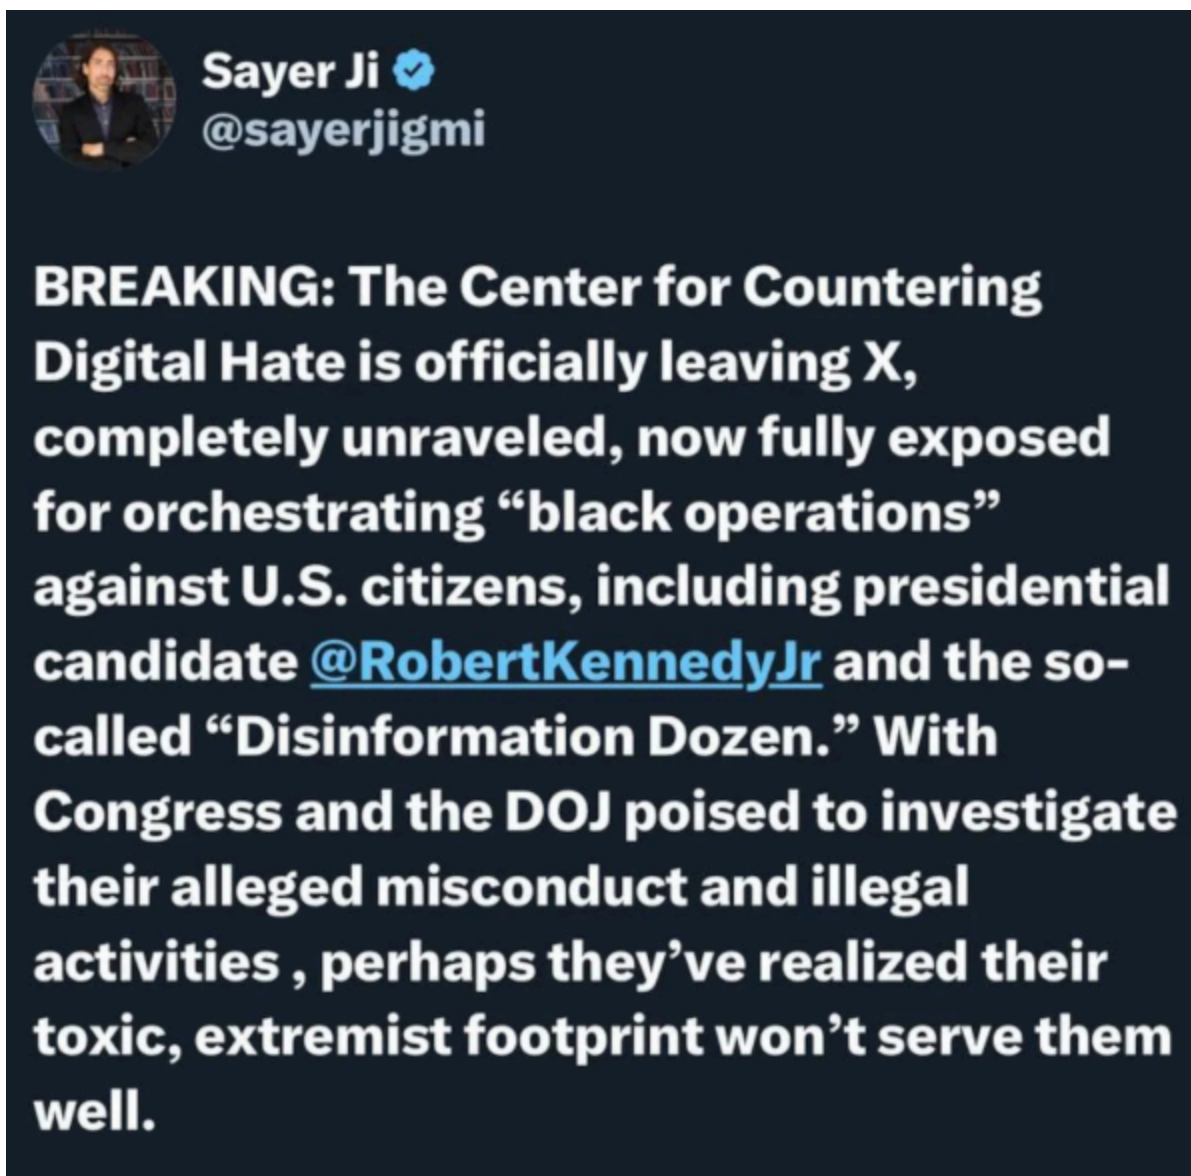 Sayer Ji
@sayerjigmi
BREAKING: The Center for Countering
Digital Hate is officially leaving X,
completely unraveled, now fully exposed
for orchestrating “black operations”
against U.S. citizens, including presidential
candidate @RobertKennedyJr and the so-
called “Disinformation Dozen.” With
Congress and the DOJ poised to investigate
their alleged misconduct and illegal
activities , perhaps they’ve realized their
toxic, extremist footprint won’t serve them
well.